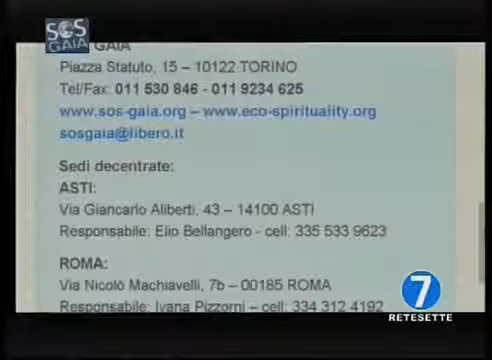 SOS
GAIA
GAIA
Piazza Statuto, 15 – 10122 TORINO
Tel/Fax: 011 530 846 - 011 9234 625
www.sos-gaia.org – www.eco-spirituality.org
sosgaia@libero.it
Sedi decentrate:
ASTI:
Via Giancarlo Aliberti, 43 – 14100 ASTI
Responsabile: Elio Bellangero - cell: 335 533 9623
ROMA:
Via Nicolò Machiavelli, 7b – 00185 ROMA
Responsabile: Ivana Pizzorni – cell: 334 312 4192
7
RETESETTE